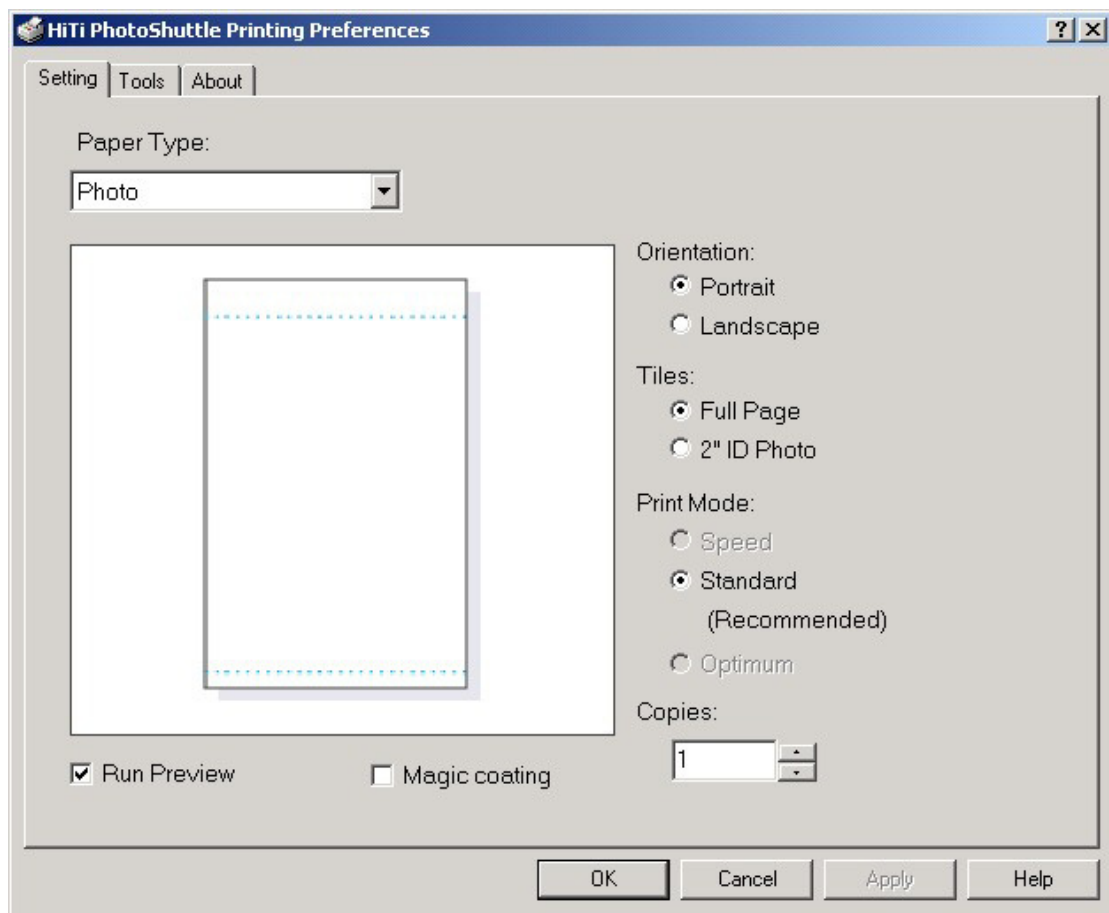 HiTi PhotoShuttle Printing Preferences
Setting Tools About
Paper Type:
Photo
Orientation:
Portrait
Landscape
Tiles:
Full Page
2" ID Photo
Print Mode:
Speed
Standard
(Recommended)
Optimum
Copies:
1
Run Preview
Magic coating
OK Cancel Apply Help